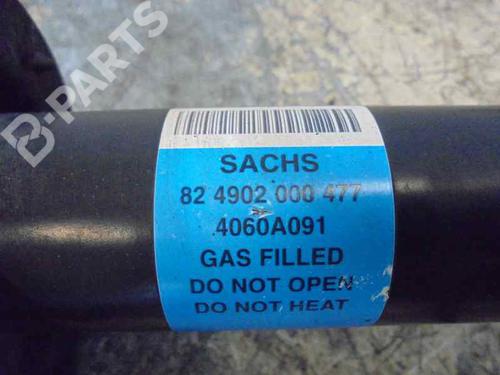 B-PARTS
SACHS
82 4902 000 477
4060A091
GAS FILLED
DO NOT OPEN
DO NOT HEAT